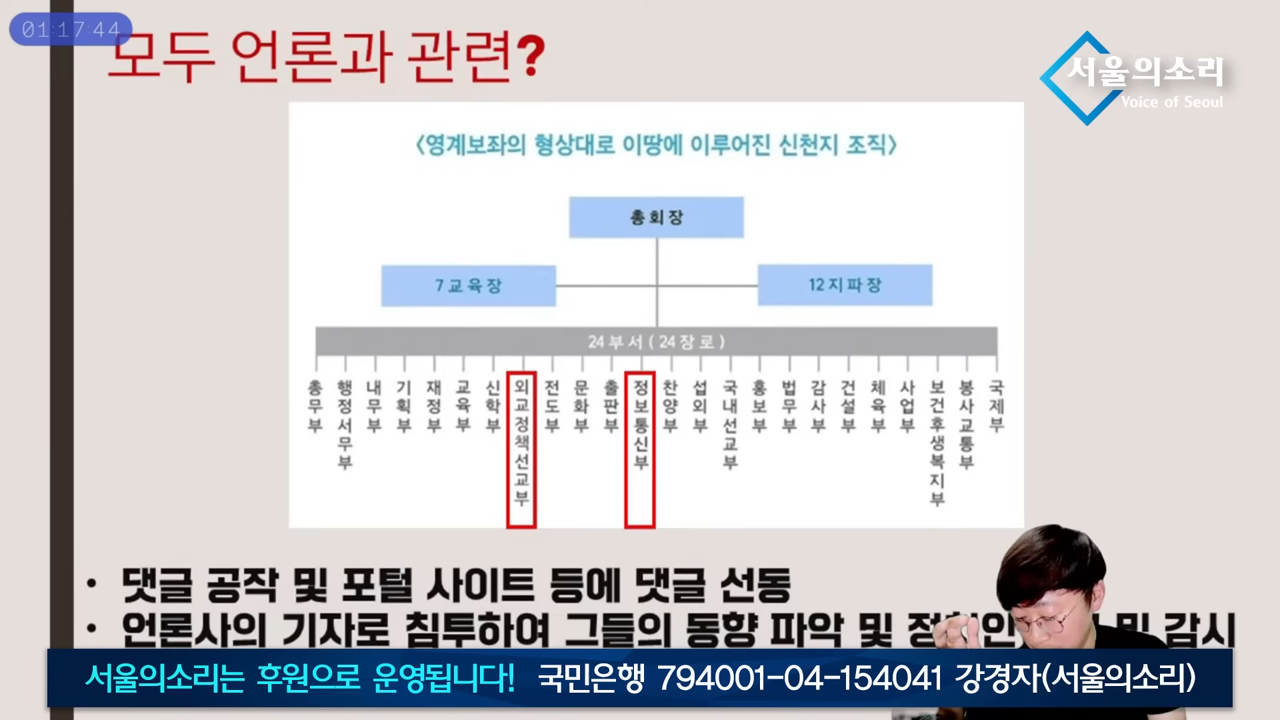 01:17:44
모두 언론과 관련?
서울의소리
Voice of Seoul
<영계보좌의 형상대로 이땅에 이루어진 신천지 조직>
총회장
7교육장
12지파장
24부서(24장로)
총무부
행정서무부
내무부
기획부
재정부
교육부
신학부
외교정책선교부
전도부
문화부
출판부
정보통신부
찬양부
섭외부
국내선교부
홍보부
법무부
감사부
건설부
체육부
사업부
보건후생복지부
봉사교통부
국제부
• 댓글 공작 및 포털 사이트 등에 댓글 선동
• 언론사의 기자로 침투하여 그들의 동향 파악 및 및 감시
서울의소리는 후원으로 운영됩니다! 국민은행 794001-04-154041 강경자(서울의소리)